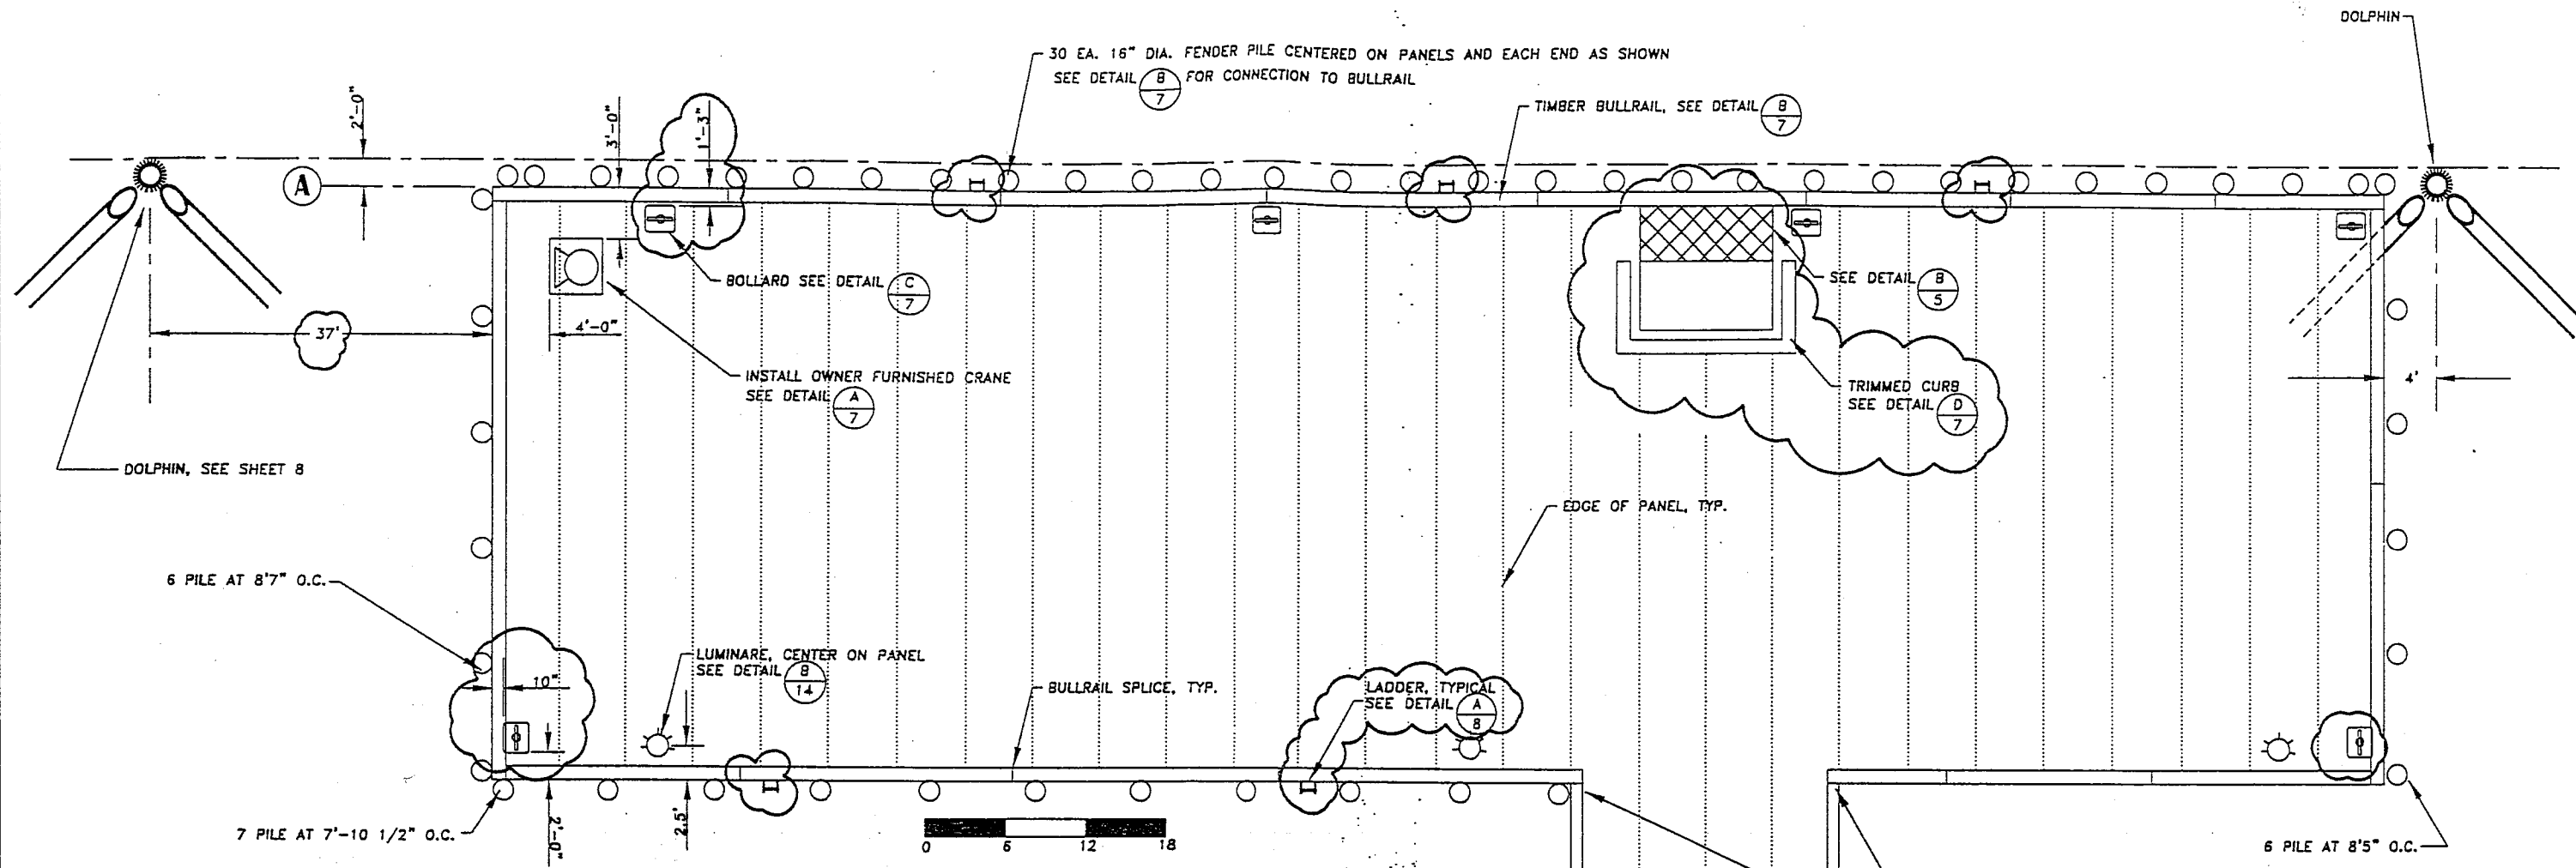 DOLPHIN
30 EA. 16" DIA. FENDER PILE CENTERED ON PANELS AND EACH END AS SHOWN
SEE DETAIL B/7 FOR CONNECTION TO BULLRAIL
TIMBER BULLRAIL, SEE DETAIL B/7
2'-0"
3'-0"
1'-3"
A
BOLLARD SEE DETAIL C/7
SEE DETAIL B/5
37'
4'-0"
INSTALL OWNER FURNISHED CRANE
SEE DETAIL A/7
TRIMMED CURB
SEE DETAIL D/7
4'
DOLPHIN, SEE SHEET 8
EDGE OF PANEL, TYP.
6 PILE AT 8'7" O.C.
LUMINARE, CENTER ON PANEL
SEE DETAIL B/14
10"
BULLRAIL SPLICE, TYP.
LADDER, TYPICAL
SEE DETAIL A/8
7 PILE AT 7'-10 1/2" O.C.
2'-0"
2.5'
0 6 12 18
6 PILE AT 8'5" O.C.